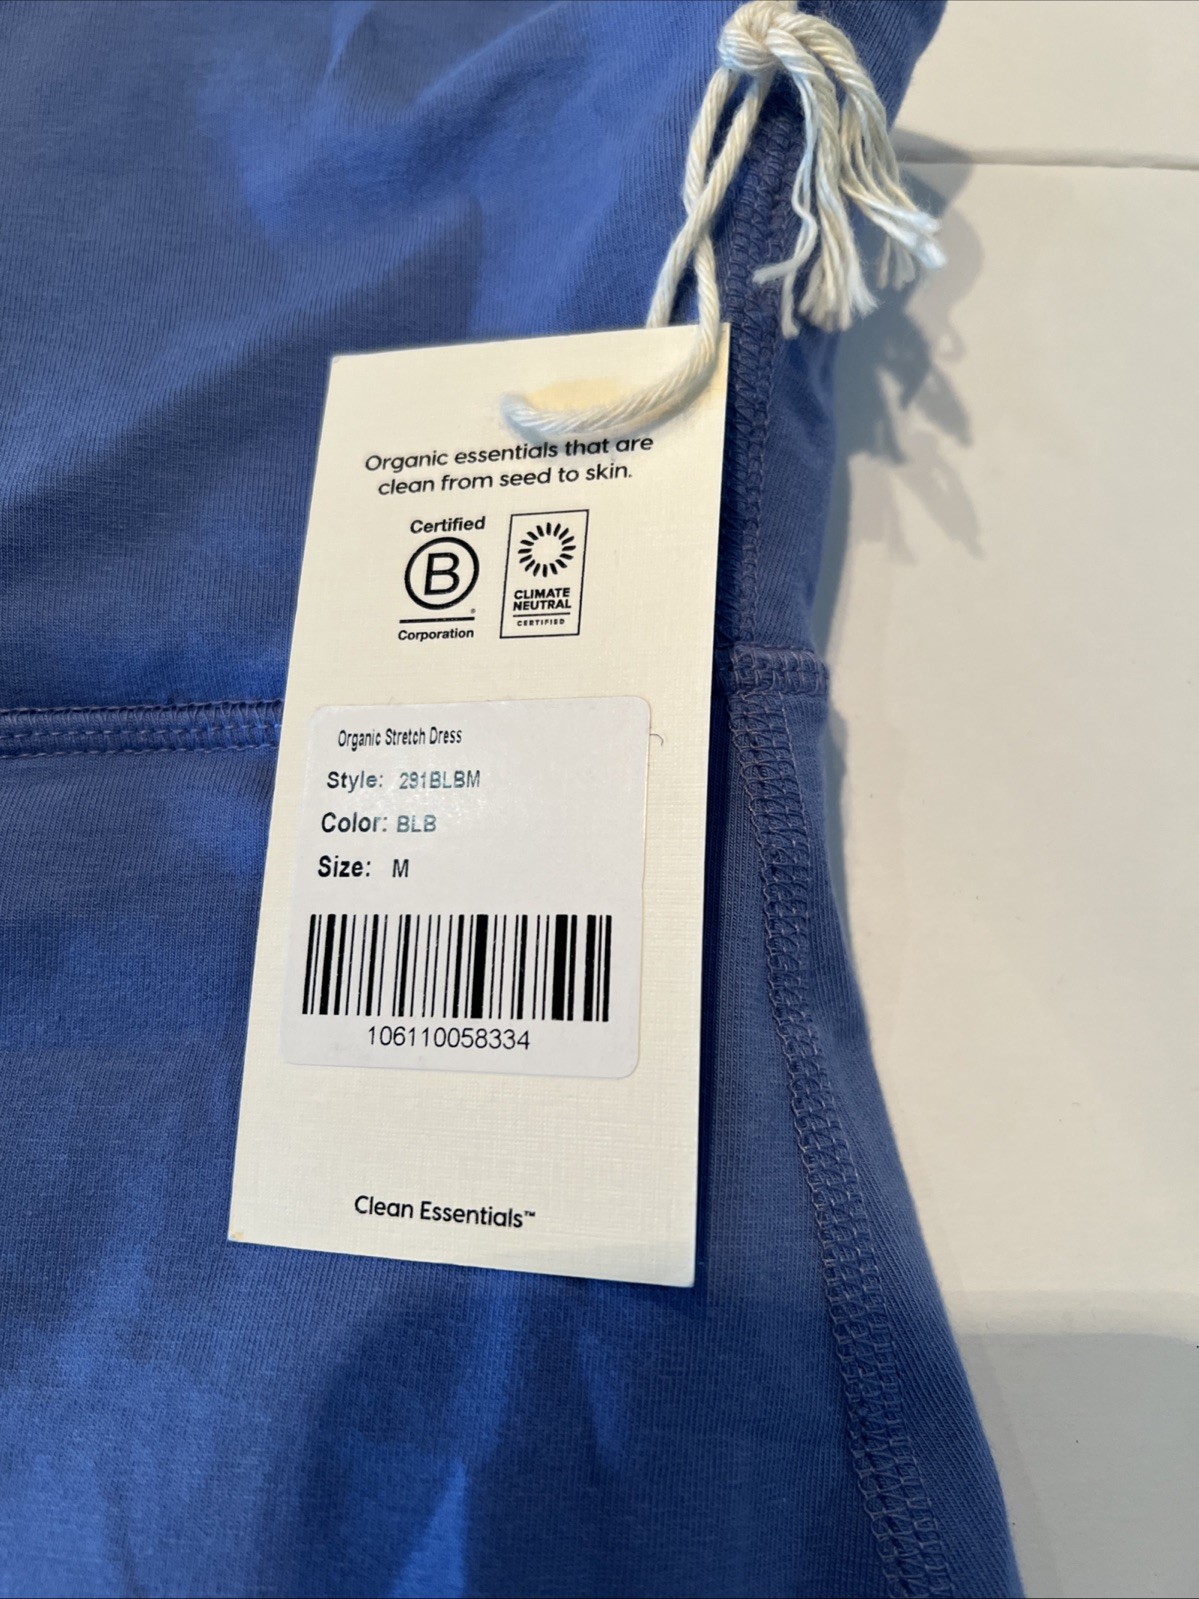 Organic essentials that are
clean from seed to skin.
Certified
B
®
Corporation
CLIMATE
NEUTRAL
CERTIFIED
Organic Stretch Dress
Style: 291BLBM
Color: BLB
Size: M
106110058334
Clean Essentials™